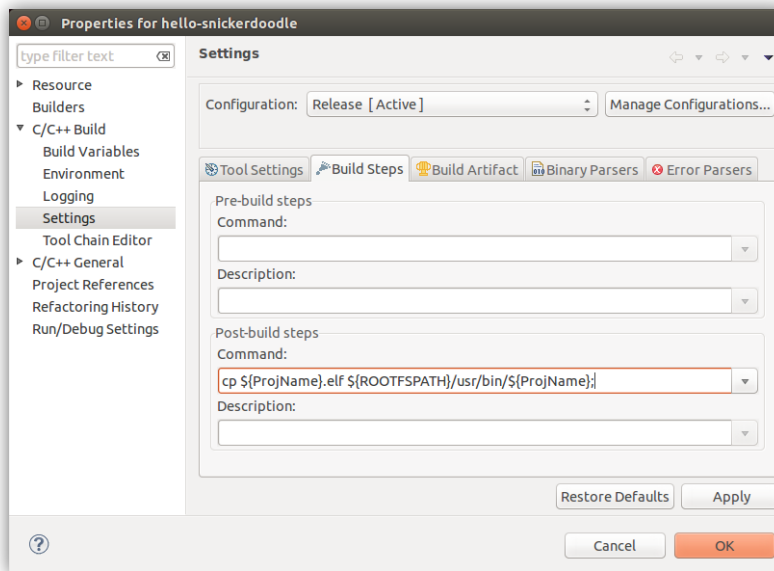 Properties for hello-snickerdoodle
type filter text
Settings
Resource
Builders
C/C++ Build
Build Variables
Environment
Logging
Settings
Tool Chain Editor
C/C++ General
Project References
Refactoring History
Run/Debug Settings
Configuration: Release [ Active ] Manage Configurations...
Tool Settings Build Steps Build Artifact Binary Parsers Error Parsers
Pre-build steps
Command:
Description:
Post-build steps
Command:
cp ${ProjName}.elf ${ROOTFSPATH}/usr/bin/${ProjName};
Description:
Restore Defaults Apply
Cancel OK